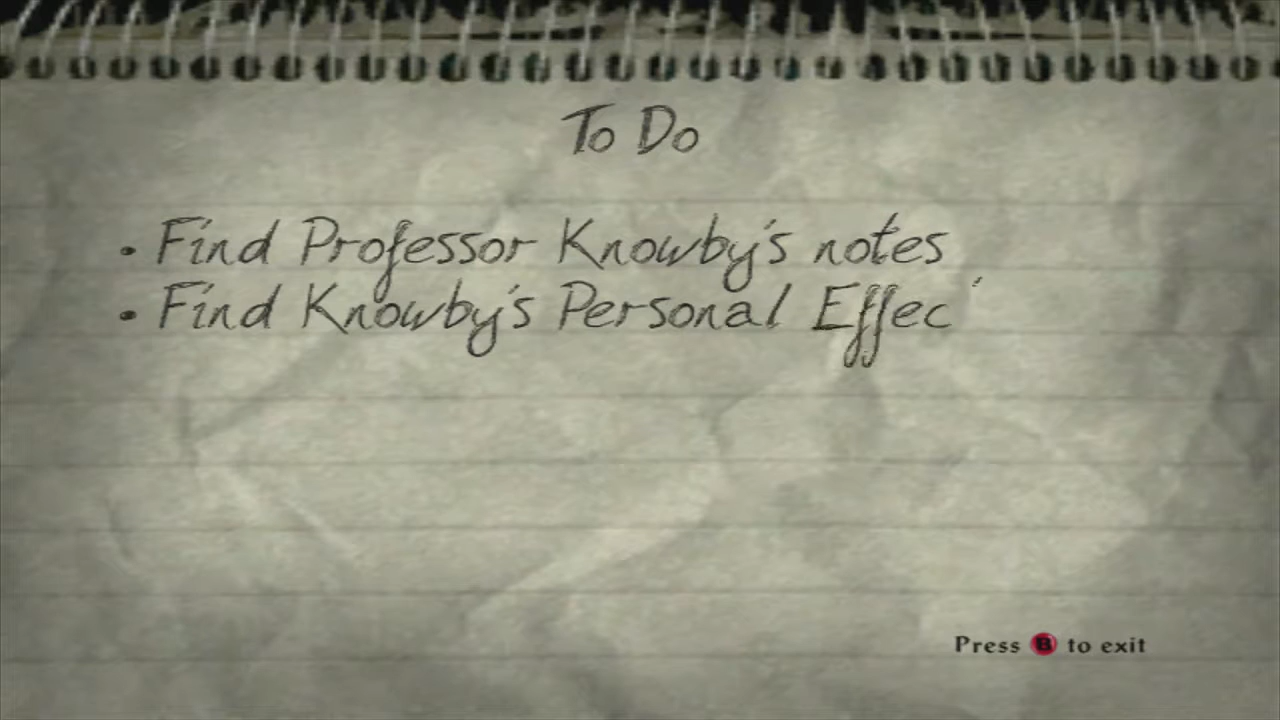 To Do
• Find Professor Knowby's notes
• Find Knowby's Personal Effec
Press B to exit